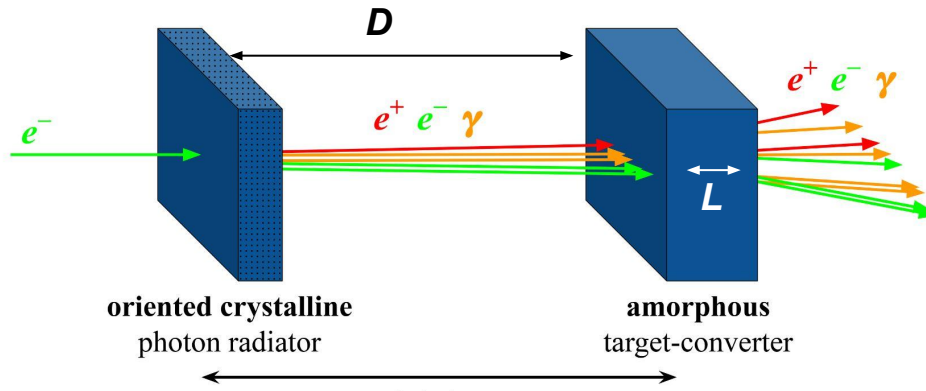 D
e⁺ e⁻ γ
e⁺ e⁻ γ
e⁻
L
oriented crystalline
photon radiator
amorphous
target-converter